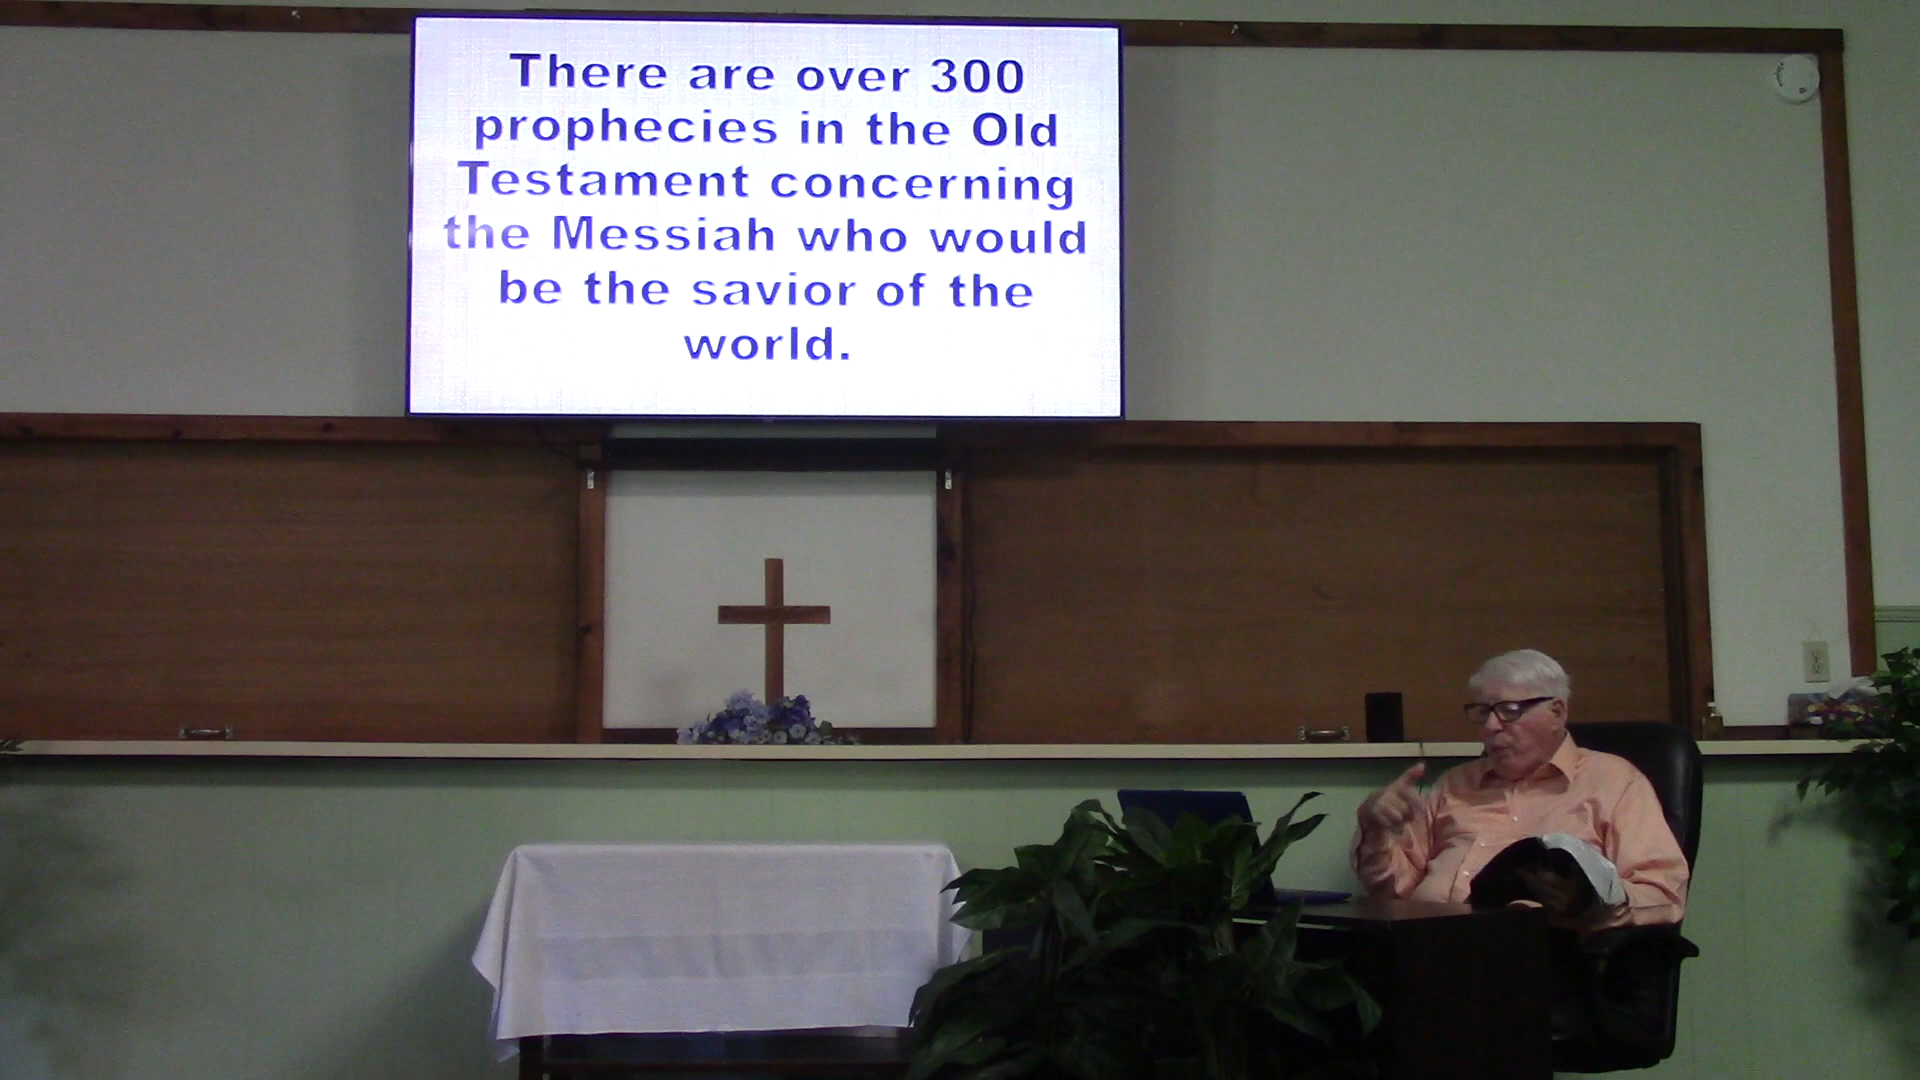 There are over 300
prophecies in the Old
Testament concerning
the Messiah who would
be the savior of the
world.